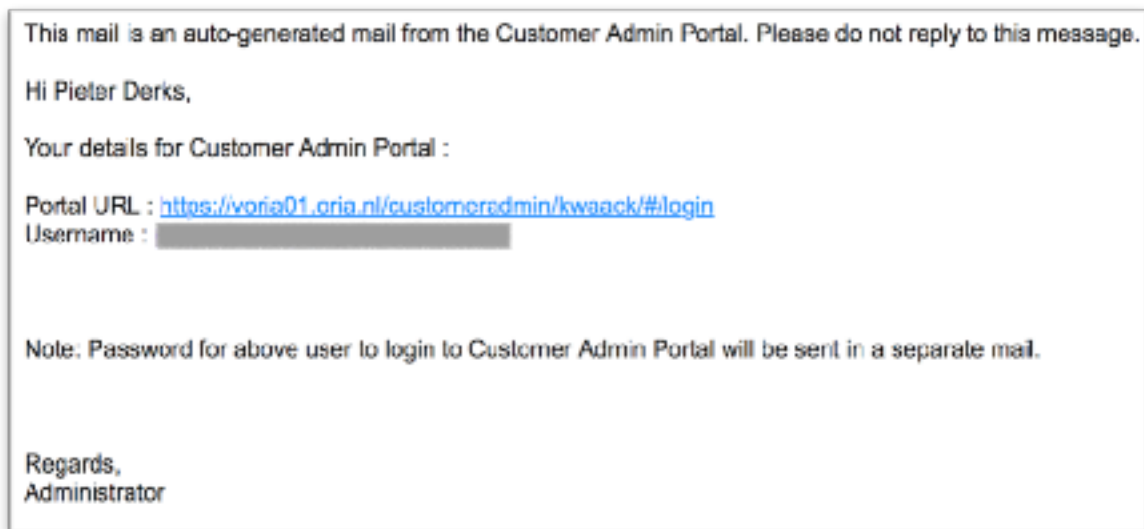 This mail is an auto-generated mail from the Customer Admin Portal. Please do not reply to this message.
Hi Pieter Derks,
Your details for Customer Admin Portal :
Portal URL : https://voria01.oria.nl/customeradmin/kwaack/#/login
Username :
Note: Password for above user to login to Customer Admin Portal will be sent in a separate mail.
Regards,
Administrator